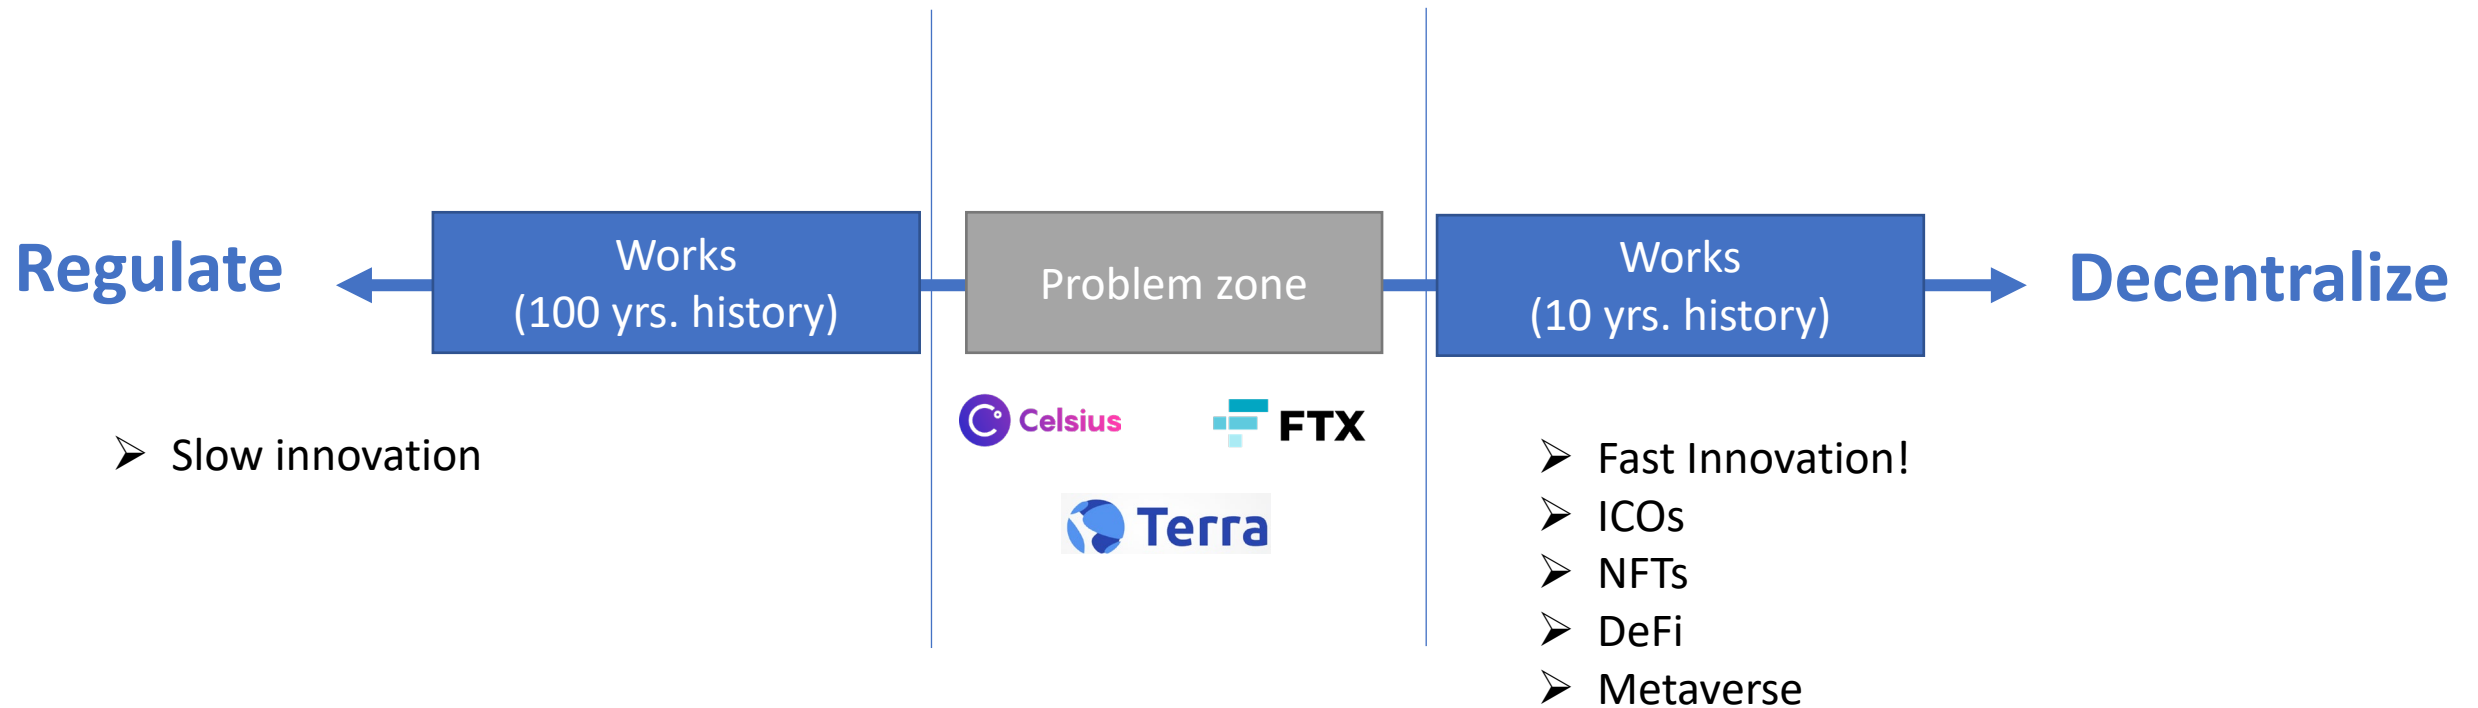 Regulate
Works
(100 yrs. history)
Problem zone
Works
(10 yrs. history)
Decentralize
Slow innovation
Celsius
FTX
Terra
Fast Innovation!
ICOs
NFTs
DeFi
Metaverse